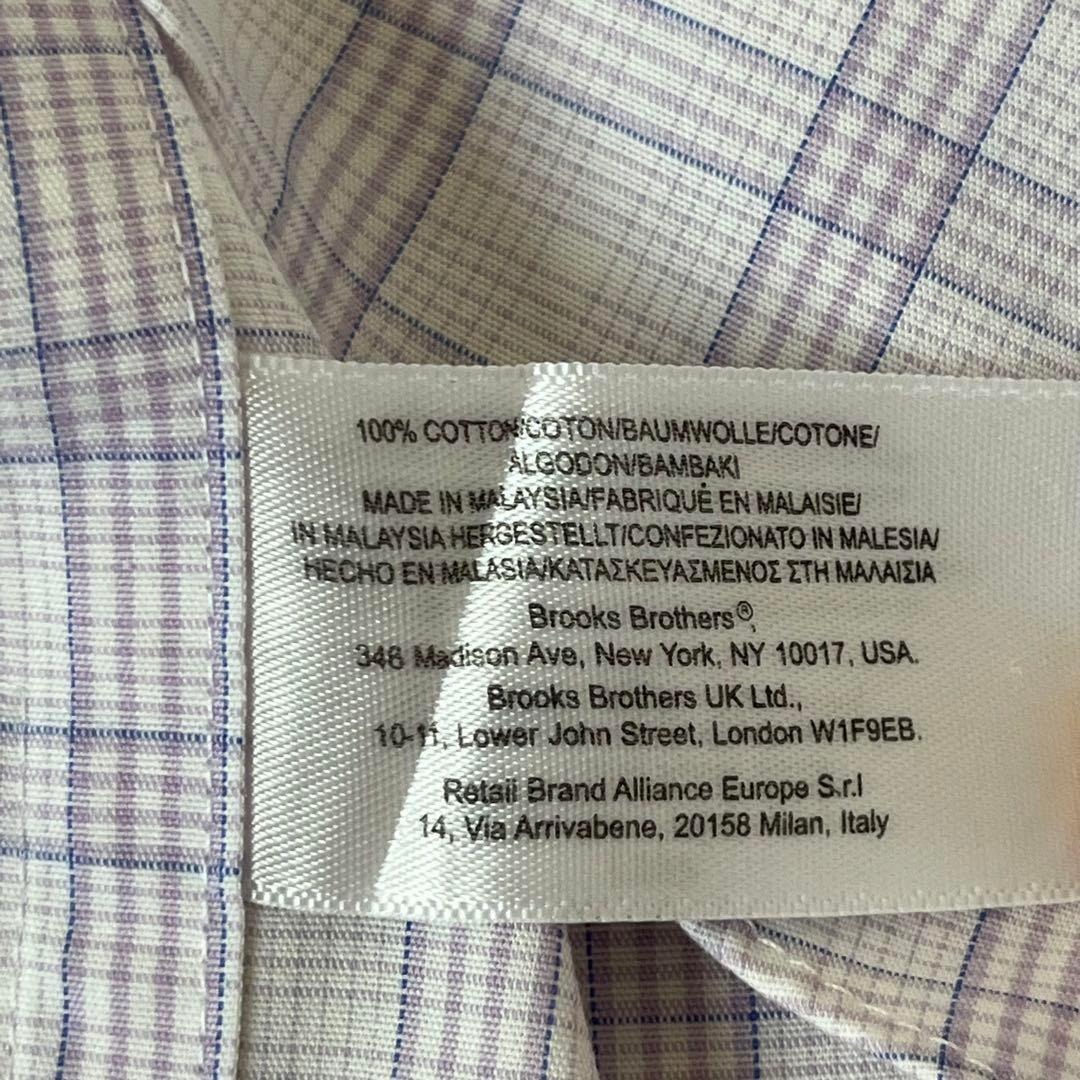 100% COTTON/COTON/BAUMWOLLE/COTONE/
ALGODON/BAMBAKI
MADE IN MALAYSIA/FABRIQUĖ EN MALAISIE/
IN MALAYSIA HERGESTELLT/CONFEZIONATO IN MALESIA/
HECHO EN MALASIA/ΚΑΤΑΣΚΕΥΑΣΜΕΝΟΣ ΣΤΗ ΜΑΛΑΙΣΙΑ
Brooks Brothers®,
346 Madison Ave, New York, NY 10017, USA.
Brooks Brothers UK Ltd.,
10-11, Lower John Street, London W1F9EB.
Retail Brand Alliance Europe S.r.l
14, Via Arrivabene, 20158 Milan, Italy